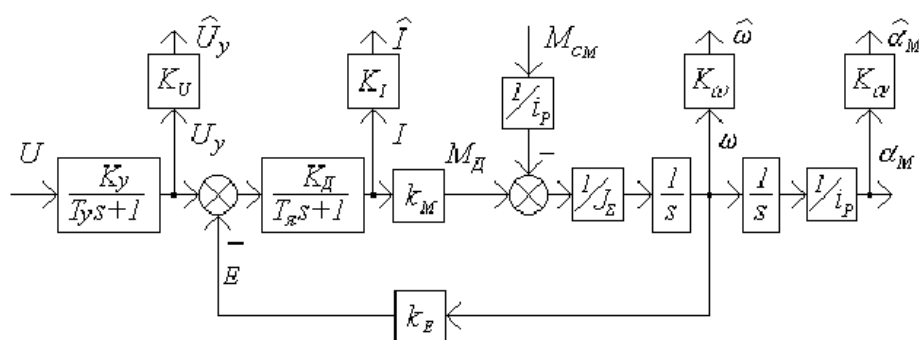 Û_y Î M_CM ω̂ α̂_M
K_U K_I 1/i_P K_ω K_α
U U_y I M_Д ω α_M
K_y / T_y s+1 K_Д / T_я s+1 k_M 1/J_Σ 1/s 1/s 1/i_P
− −
E
k_E